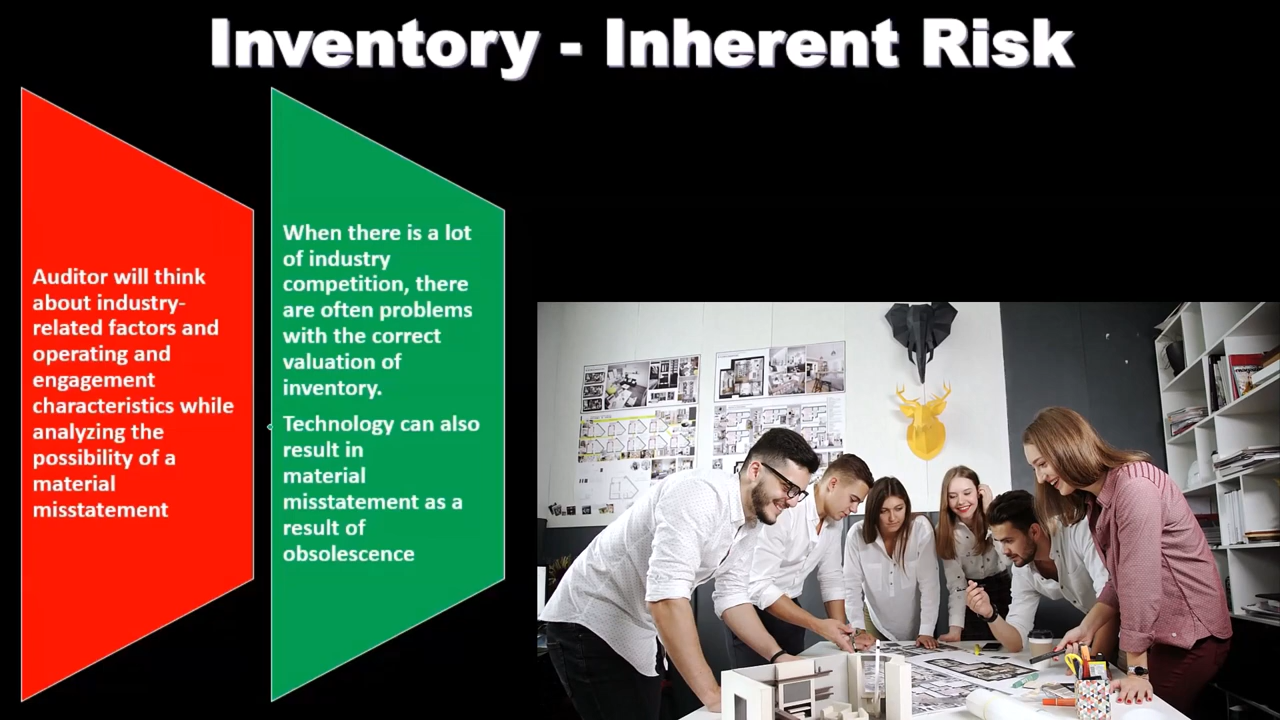 Inventory - Inherent Risk
Auditor will think
about industry-
related factors and
operating and
engagement
characteristics while
analyzing the
possibility of a
material
misstatement
When there is a lot
of industry
competition, there
are often problems
with the correct
valuation of
inventory.
Technology can also
result in
material
misstatement as a
result of
obsolescence